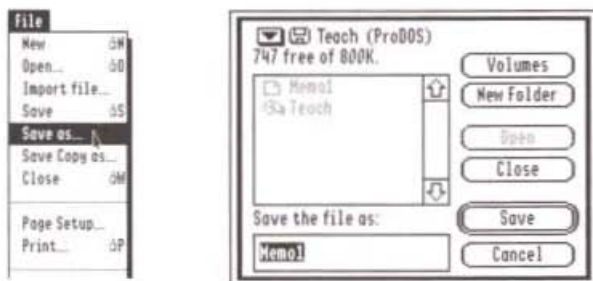 File
New ⌘N
Open... ⌘O
Import file...
Save ⌘S
Save as...
Save Copy as...
Close ⌘W
Page Setup...
Print... ⌘P
Teach (ProDOS)
747 free of 800K.
Memo1
Teach
Volumes
New Folder
Open
Close
Save the file as:
Memo1
Save
Cancel